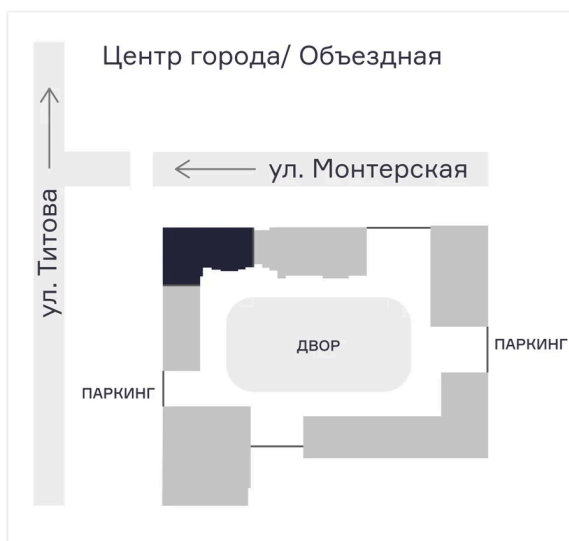 Центр города/ Объездная
ул. Монтерская
ул. Титова
ДВОР
ПАРКИНГ
ПАРКИНГ